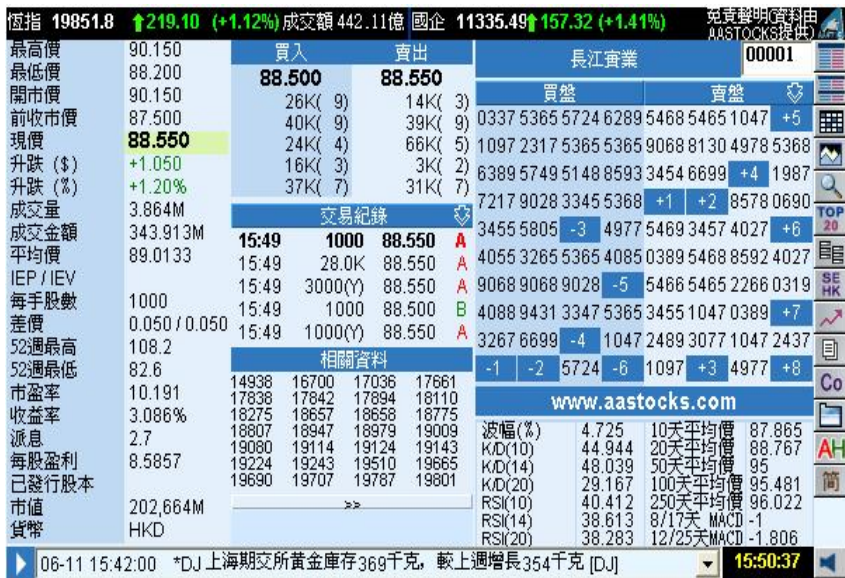 恆指 19851.8 219.10 (+1.12%) 成交額 442.11億 國企 11335.49 157.32 (+1.41%) 免責聲明(資料由AASTOCKS提供)
最高價 90.150
最低價 88.200
開市價 90.150
前收市價 87.500
現價 88.550
升跌 ($) +1.050
升跌 (%) +1.20%
成交量 3.864M
成交金額 343.913M
平均價 89.0133
IEP / IEV
每手股數 1000
差價 0.050 / 0.050
52週最高 108.2
52週最低 82.6
市盈率 10.191
收益率 3.086%
派息 2.7
每股盈利 8.5857
已發行股本
市值 202,664M
貨幣 HKD
買入 賣出
88.500 88.550
26K( 9) 14K( 3)
40K( 9) 39K( 9)
24K( 4) 66K( 5)
16K( 3) 3K( 2)
37K( 7) 31K( 7)
交易紀錄
15:49 1000 88.550 A
15:49 28.0K 88.550 A
15:49 3000(Y) 88.550 A
15:49 1000 88.500 B
15:49 1000(Y) 88.550 A
相關資料
14938 16700 17036 17661
17838 17842 17894 18110
18275 18657 18658 18775
18807 18947 18979 19009
19080 19114 19124 19143
19224 19243 19510 19665
19690 19707 19787 19801
>>
長江實業 00001
買盤 賣盤
0337 5365 5724 6289 5468 5465 1047 +5
1097 2317 5365 5365 9068 8130 4978 5368
6389 5749 5148 8593 3454 6699 +4 1987
7217 9028 3345 5368 +1 +2 8578 0690
3455 5805 -3 4977 5469 3457 4027 +6
4055 3265 5365 4085 0389 5468 8592 4027
9068 9068 9028 -5 5466 5465 2266 0319
4088 9431 3347 5365 3455 1047 0389 +7
3267 6699 -4 1047 2489 3077 1047 2437
-1 -2 5724 -6 1097 +3 4977 +8
www.aastocks.com
波幅(%) 4.725 10天平均價 87.865
K/D(10) 44.944 20天平均價 88.767
K/D(14) 48.039 50天平均價 95
K/D(20) 29.167 100天平均價 95.481
RSI(10) 40.412 250天平均價 96.022
RSI(14) 38.613 8/17天 MACD -1
RSI(20) 38.283 12/25天 MACD -1.806
TOP 20
SE HK
Co
AH
简
06-11 15:42:00 *DJ 上海期交所黃金庫存369千克, 較上週增長354千克 [DJ] 15:50:37